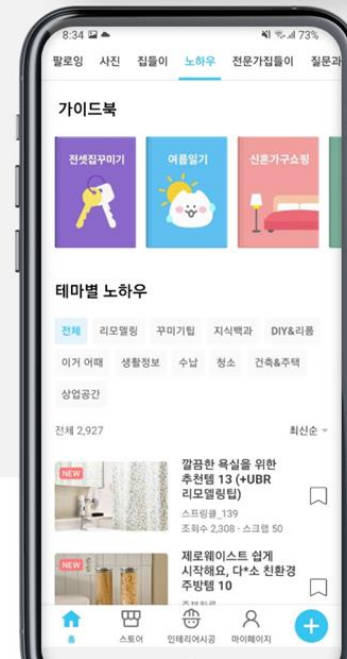 8:34 73%
팔로잉 사진 집들이 노하우 전문가집들이 질문과
가이드북
전셋집꾸미기 여름일기 신혼가구쇼핑
테마별 노하우
전체 리모델링 꾸미기팁 지식백과 DIY&리폼
이거 어때 생활정보 수납 청소 건축&주택
상업공간
전체 2,927 최신순
NEW
깔끔한 욕실을 위한
추천템 13 (+UBR
리모델링팁)
스트링클_139
조회수 2,308 · 스크랩 50
NEW
제로웨이스트 쉽게
시작해요, 다*소 친환경
주방템 10
홈 스토어 인테리어시공 마이페이지